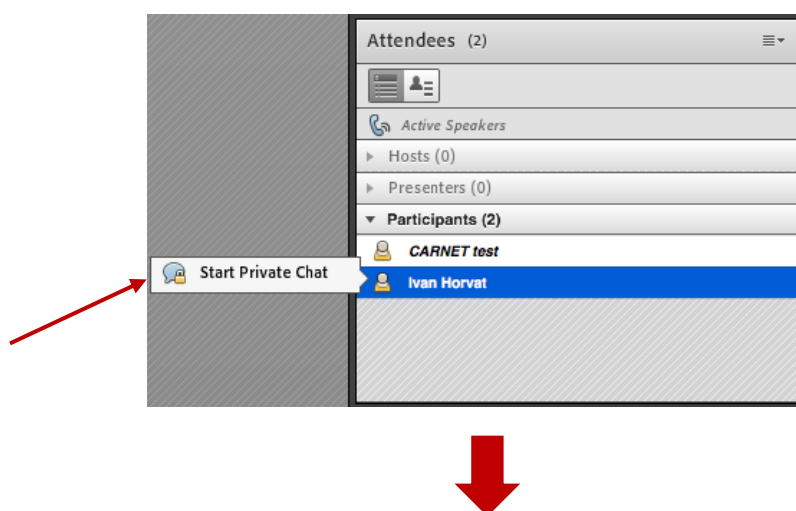 Attendees (2)
Active Speakers
Hosts (0)
Presenters (0)
Participants (2)
CARNET test
Start Private Chat
Ivan Horvat